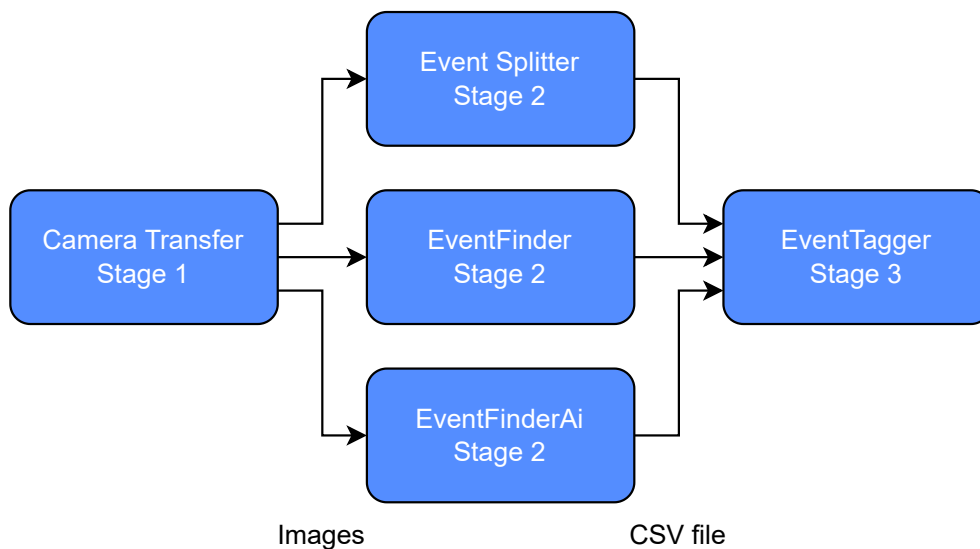 Event Splitter
Stage 2
Camera Transfer
Stage 1
EventFinder
Stage 2
EventTagger
Stage 3
EventFinderAi
Stage 2
Images
CSV file